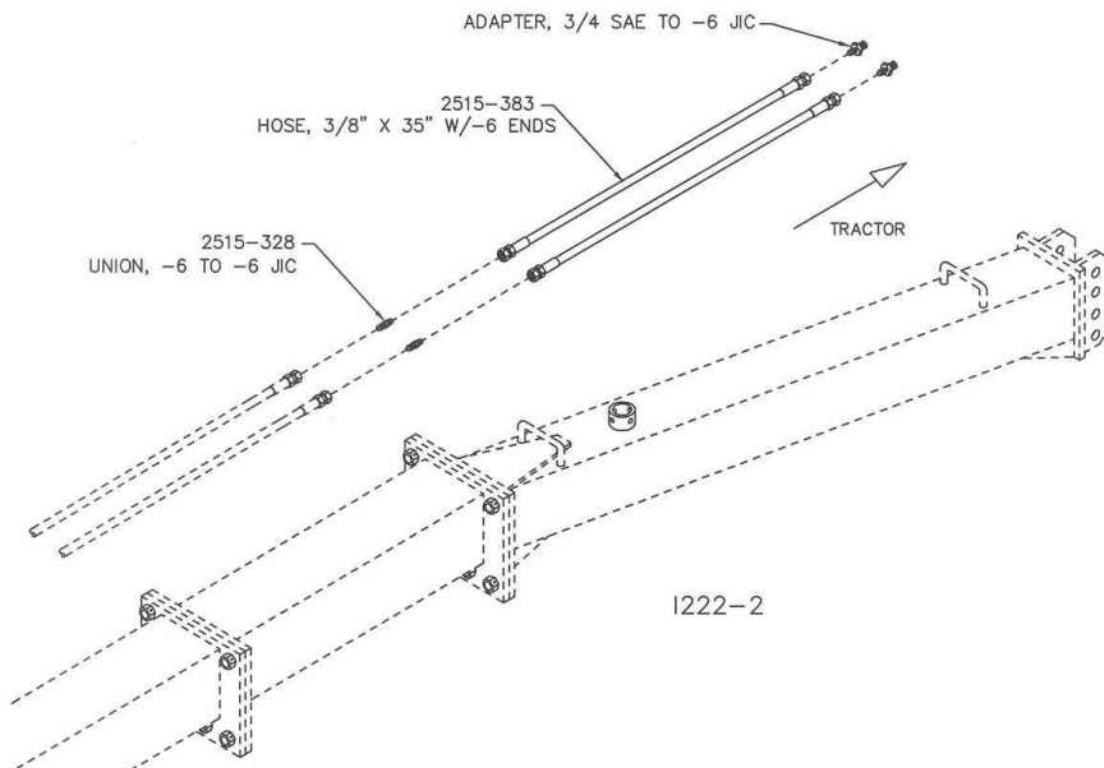 ADAPTER, 3/4 SAE TO -6 JIC
2515-383
HOSE, 3/8" X 35" W/-6 ENDS
TRACTOR
2515-328
UNION, -6 TO -6 JIC
1222-2